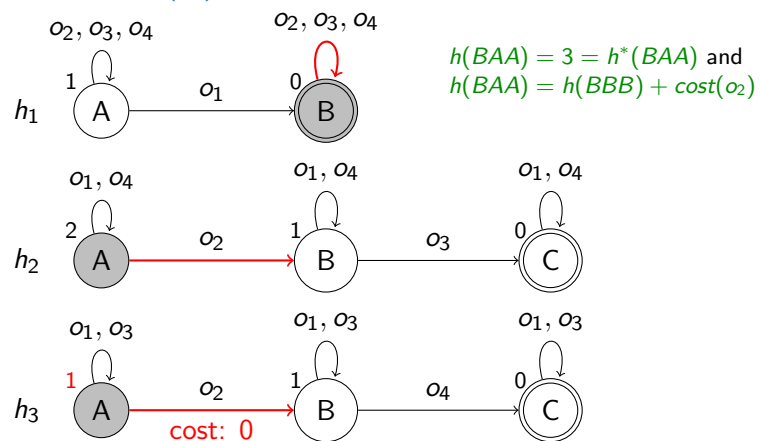 o₂, o₃, o₄
o₂, o₃, o₄
h(BAA) = 3 = h*(BAA) and
h(BAA) = h(BBB) + cost(o₂)
h₁
1
A
o₁
0
B
o₁, o₄
o₁, o₄
o₁, o₄
h₂
2
A
o₂
1
B
o₃
0
C
o₁, o₃
o₁, o₃
o₁, o₃
h₃
1
A
o₂
cost: 0
1
B
o₄
0
C